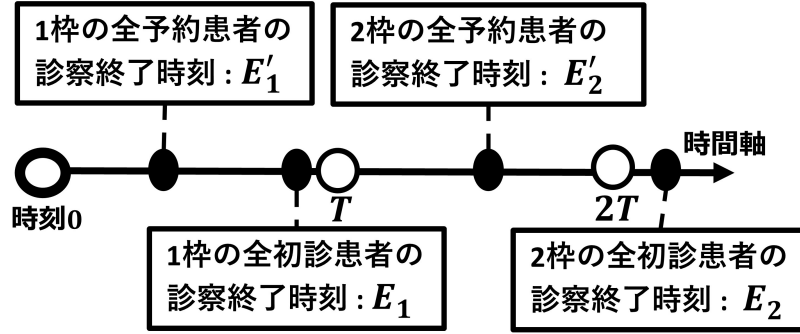 1枠の全予約患者の
診察終了時刻：E′₁
2枠の全予約患者の
診察終了時刻：E′₂
時間軸
時刻0
T
2T
1枠の全初診患者の
診察終了時刻：E₁
2枠の全初診患者の
診察終了時刻：E₂